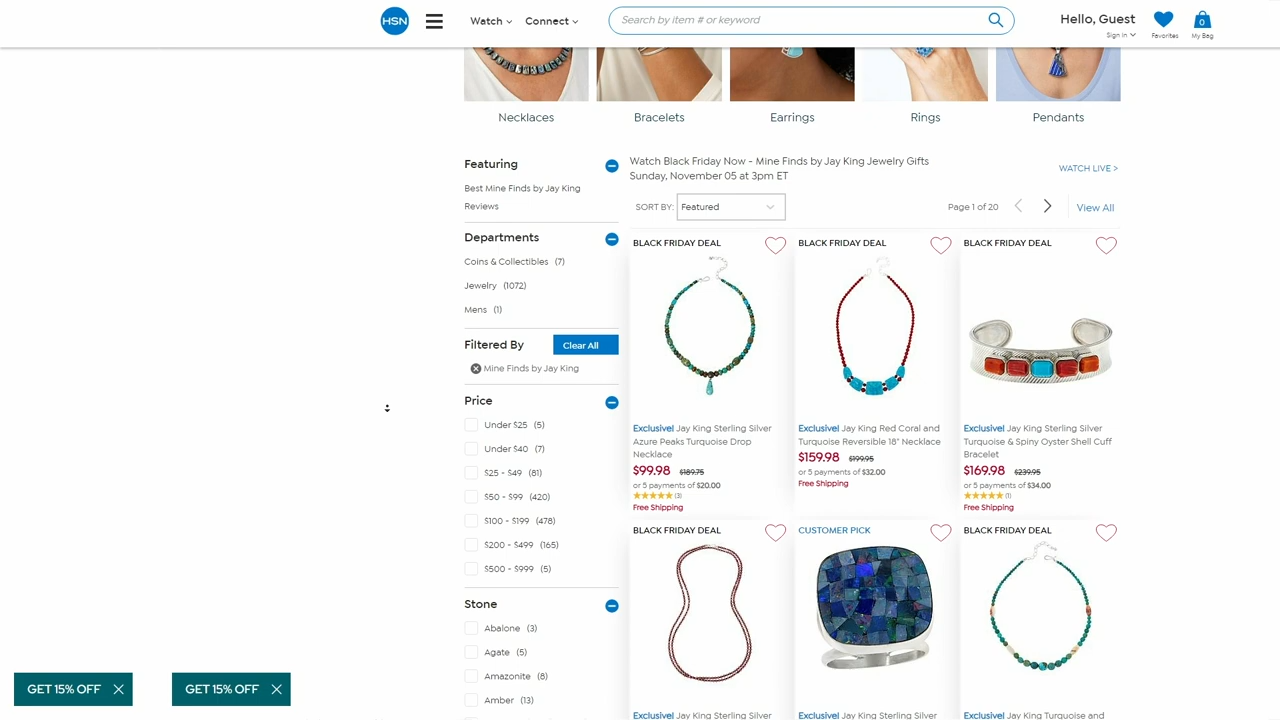 HSN
Watch
Connect
Search by item # or keyword
Hello, Guest
Sign In
Favorites
0
My Bag
Necklaces
Bracelets
Earrings
Rings
Pendants
Featuring
Best Mine Finds by Jay King
Reviews
Departments
Coins & Collectibles (7)
Jewelry (1072)
Mens (1)
Filtered By
Clear All
Mine Finds by Jay King
Price
Under $25 (5)
Under $40 (7)
$25 - $49 (81)
$50 - $99 (420)
$100 - $199 (478)
$200 - $499 (165)
$500 - $999 (5)
Stone
Abalone (3)
Agate (5)
Amazonite (8)
Amber (13)
Watch Black Friday Now - Mine Finds by Jay King Jewelry Gifts
Sunday, November 05 at 3pm ET
WATCH LIVE >
SORT BY: Featured
Page 1 of 20
View All
BLACK FRIDAY DEAL
Exclusive! Jay King Sterling Silver
Azure Peaks Turquoise Drop
Necklace
$99.98 $189.75
or 5 payments of $20.00
(3)
Free Shipping
BLACK FRIDAY DEAL
Exclusive! Jay King Red Coral and
Turquoise Reversible 18" Necklace
$159.98 $199.95
or 5 payments of $32.00
Free Shipping
BLACK FRIDAY DEAL
Exclusive! Jay King Sterling Silver
Turquoise & Spiny Oyster Shell Cuff
Bracelet
$169.98 $239.95
or 5 payments of $34.00
(1)
Free Shipping
BLACK FRIDAY DEAL
Exclusive! Jay King Sterling Silver
CUSTOMER PICK
Exclusive! Jay King Sterling Silver
BLACK FRIDAY DEAL
Exclusive! Jay King Turquoise and
GET 15% OFF
GET 15% OFF